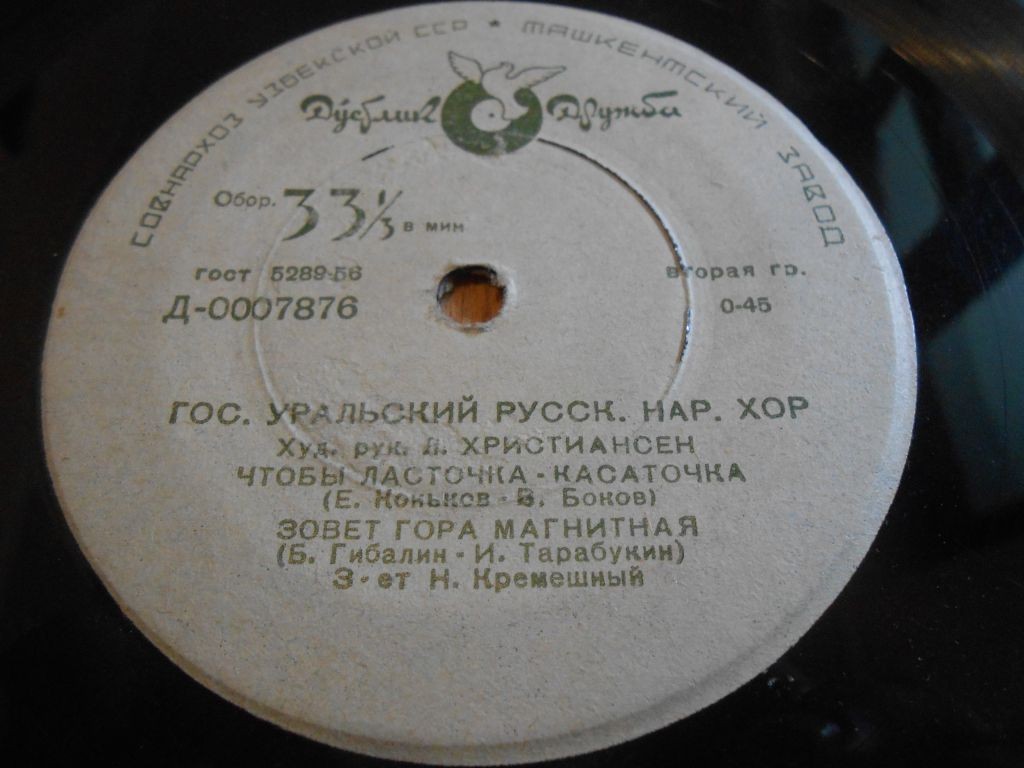 СОВНАРХОЗ УЗБЕКСКОЙ ССР * ТАШКЕНТСКИЙ ЗАВОД
Дўстлик Дружба
Обор. 33⅓ в мин
гост 5289-56 вторая гр.
Д-0007876 0-45
ГОС. УРАЛЬСКИЙ РУССК. НАР. ХОР
Худ. рук. Л. ХРИСТИАНСЕН
ЧТОБЫ ЛАСТОЧКА-КАСАТОЧКА
(Е. Коньков - В. Боков)
ЗОВЕТ ГОРА МАГНИТНАЯ
(Б. Гибалин - И. Тарабукин)
З-ет Н. Кремешный